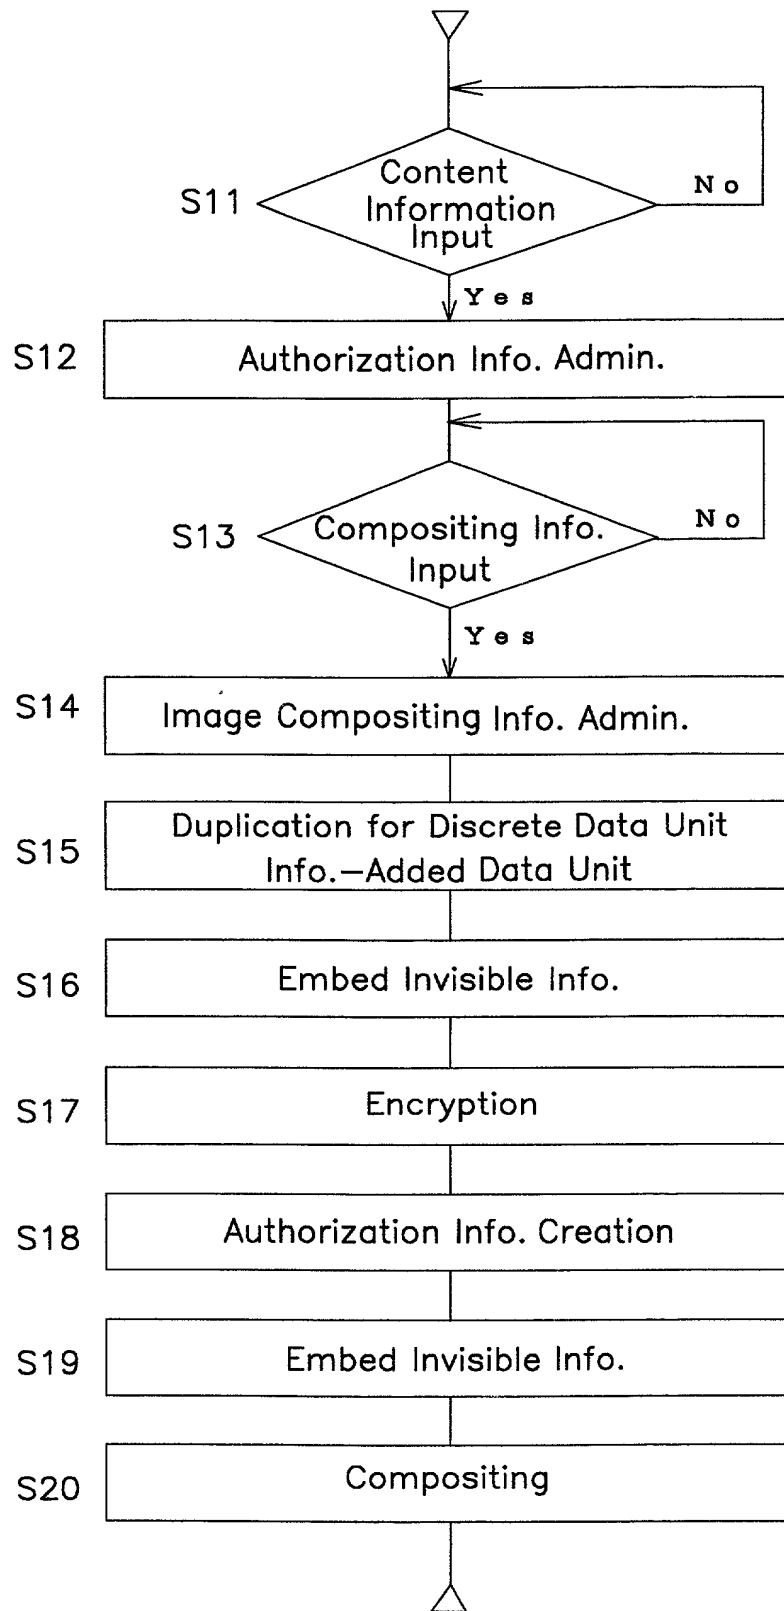 S11
Content
Information
Input
No
Yes
S12
Authorization Info. Admin.
S13
Compositing Info.
Input
No
Yes
S14
Image Compositing Info. Admin.
S15
Duplication for Discrete Data Unit
Info.-Added Data Unit
S16
Embed Invisible Info.
S17
Encryption
S18
Authorization Info. Creation
S19
Embed Invisible Info.
S20
Compositing